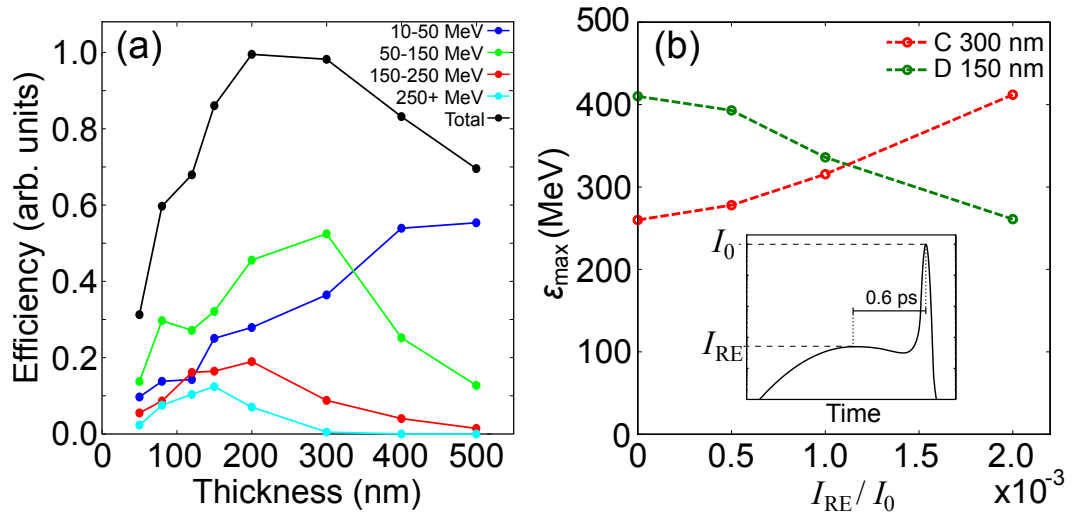 (a)
10-50 MeV
50-150 MeV
150-250 MeV
250+ MeV
Total
Efficiency (arb. units)
1.0
0.8
0.6
0.4
0.2
0.0
0 100 200 300 400 500
Thickness (nm)
(b)
C 300 nm
D 150 nm
εmax (MeV)
500
400
300
200
100
0
I0
0.6 ps
IRE
Time
0 0.5 1.0 1.5 2.0
x10-3
IRE / I0